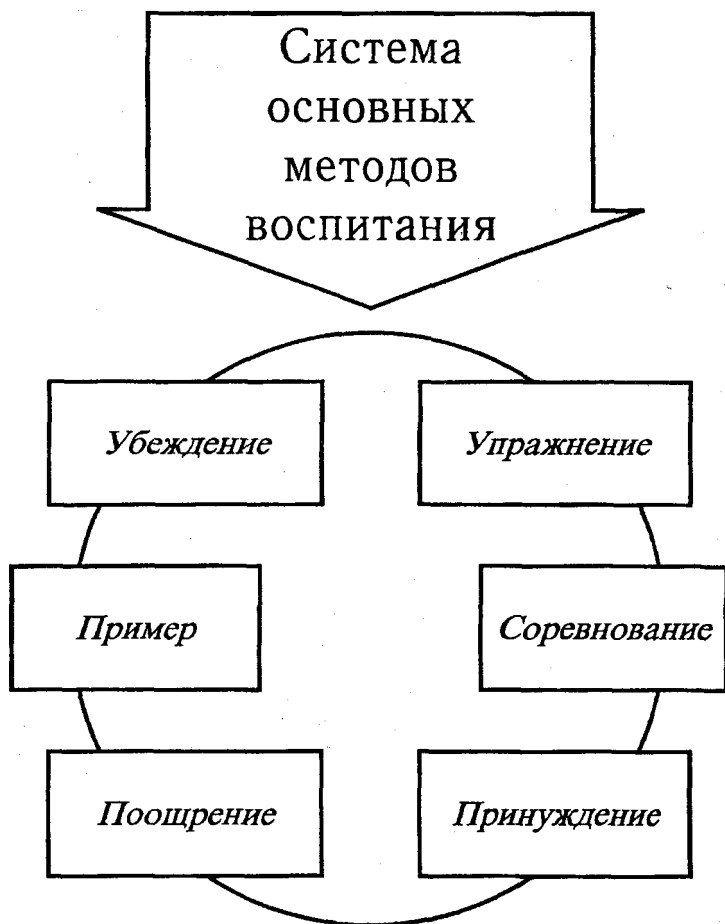 Система
основных
методов
воспитания
Убеждение
Упражнение
Пример
Соревнование
Поощрение
Принуждение